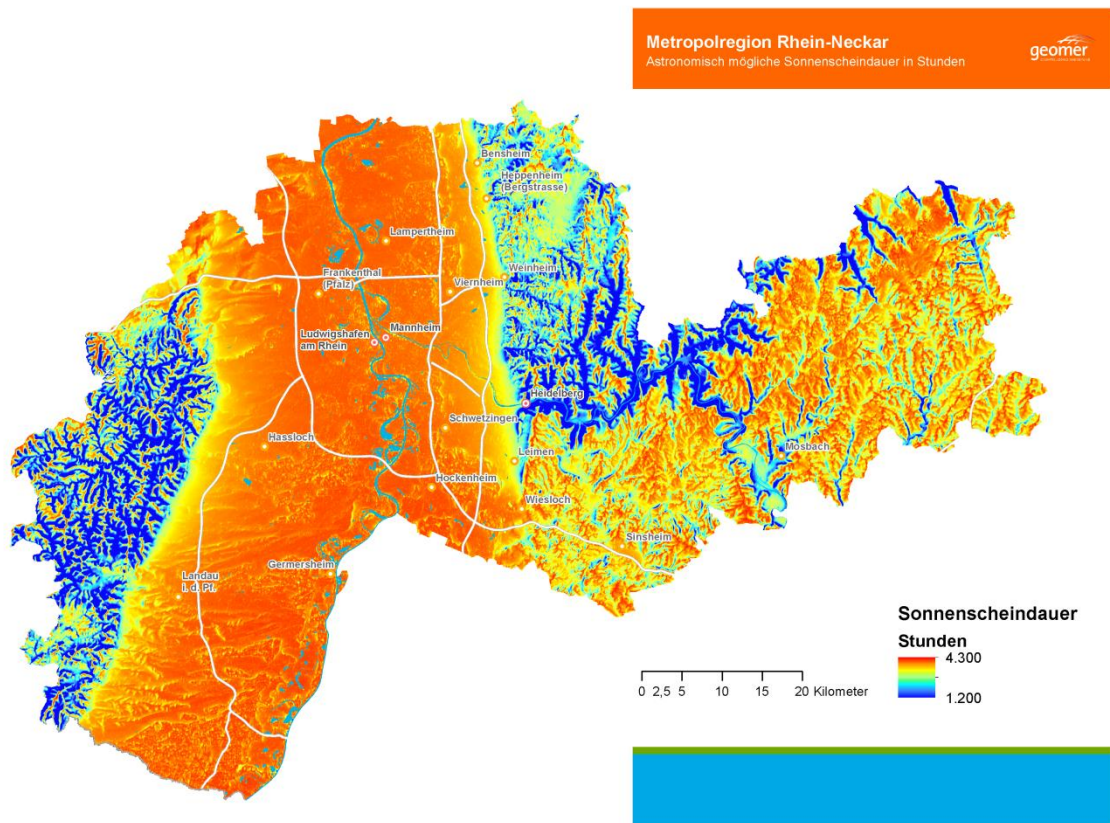 Metropolregion Rhein-Neckar
Astronomisch mögliche Sonnenscheindauer in Stunden
geomer
Bensheim
Heppenheim
(Bergstrasse)
Lampertheim
Weinheim
Frankenthal
(Pfalz)
Viernheim
Mannheim
Ludwigshafen
am Rhein
Heidelberg
Schwetzingen
Hassloch
Mosbach
Leimen
Hockenheim
Wiesloch
Sinsheim
Germersheim
Landau
i. d. Pf.
Sonnenscheindauer
Stunden
4.300
1.200
0 2,5 5 10 15 20 Kilometer